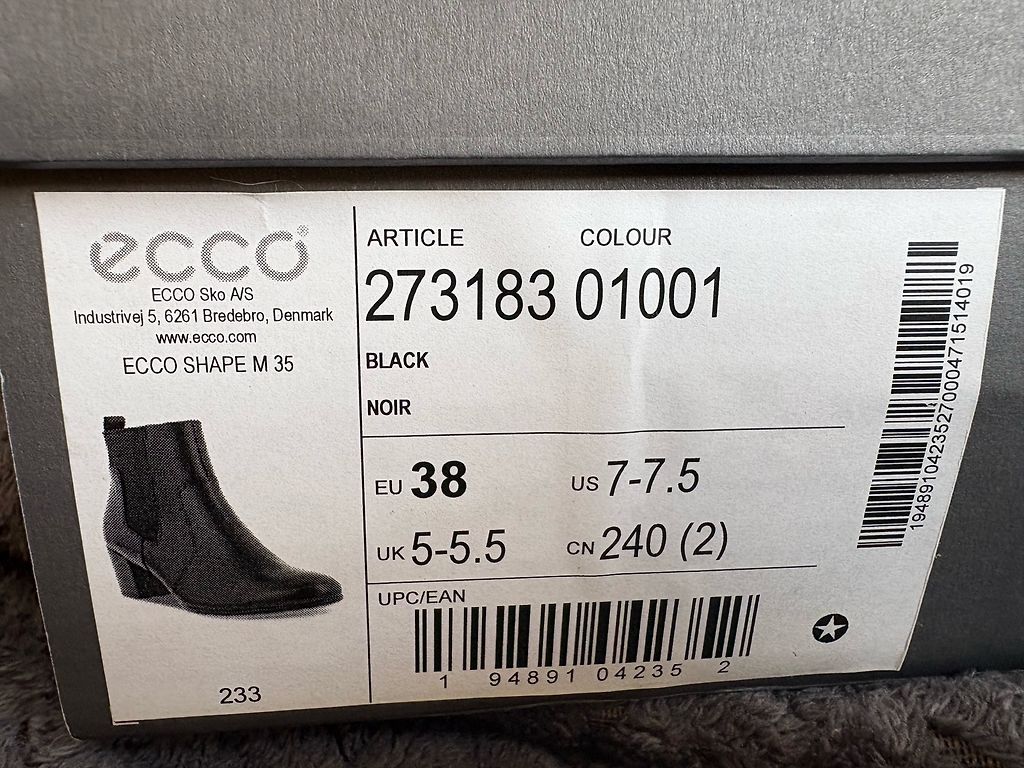 ecco®
ECCO Sko A/S
Industrivej 5, 6261 Bredebro, Denmark
www.ecco.com
ECCO SHAPE M 35
233
ARTICLE COLOUR
273183 01001
BLACK
NOIR
EU 38 US 7-7.5
UK 5-5.5 CN 240 (2)
UPC/EAN
1 94891 04235 2
19489104235270004715​14019